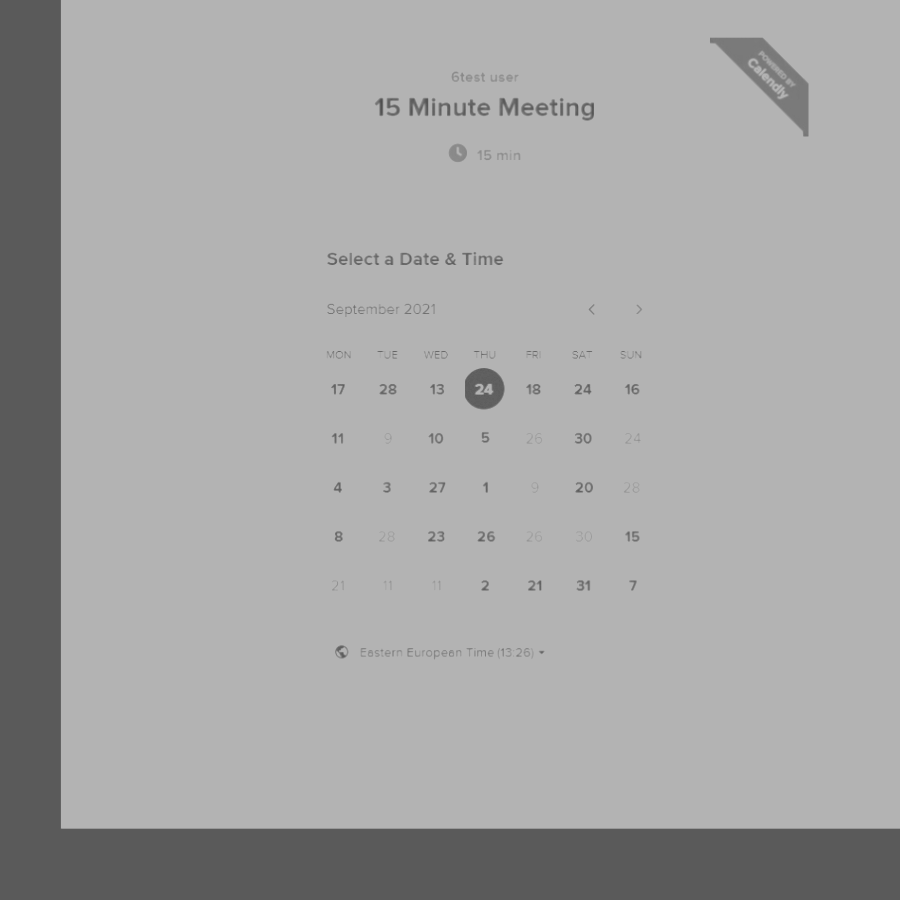 POWERED BY
Calendly
6test user
15 Minute Meeting
15 min
Select a Date & Time
September 2021
MON TUE WED THU FRI SAT SUN
17 28 13 24 18 24 16
11 9 10 5 26 30 24
4 3 27 1 9 20 28
8 28 23 26 26 30 15
21 11 11 2 21 31 7
Eastern European Time (13:26)